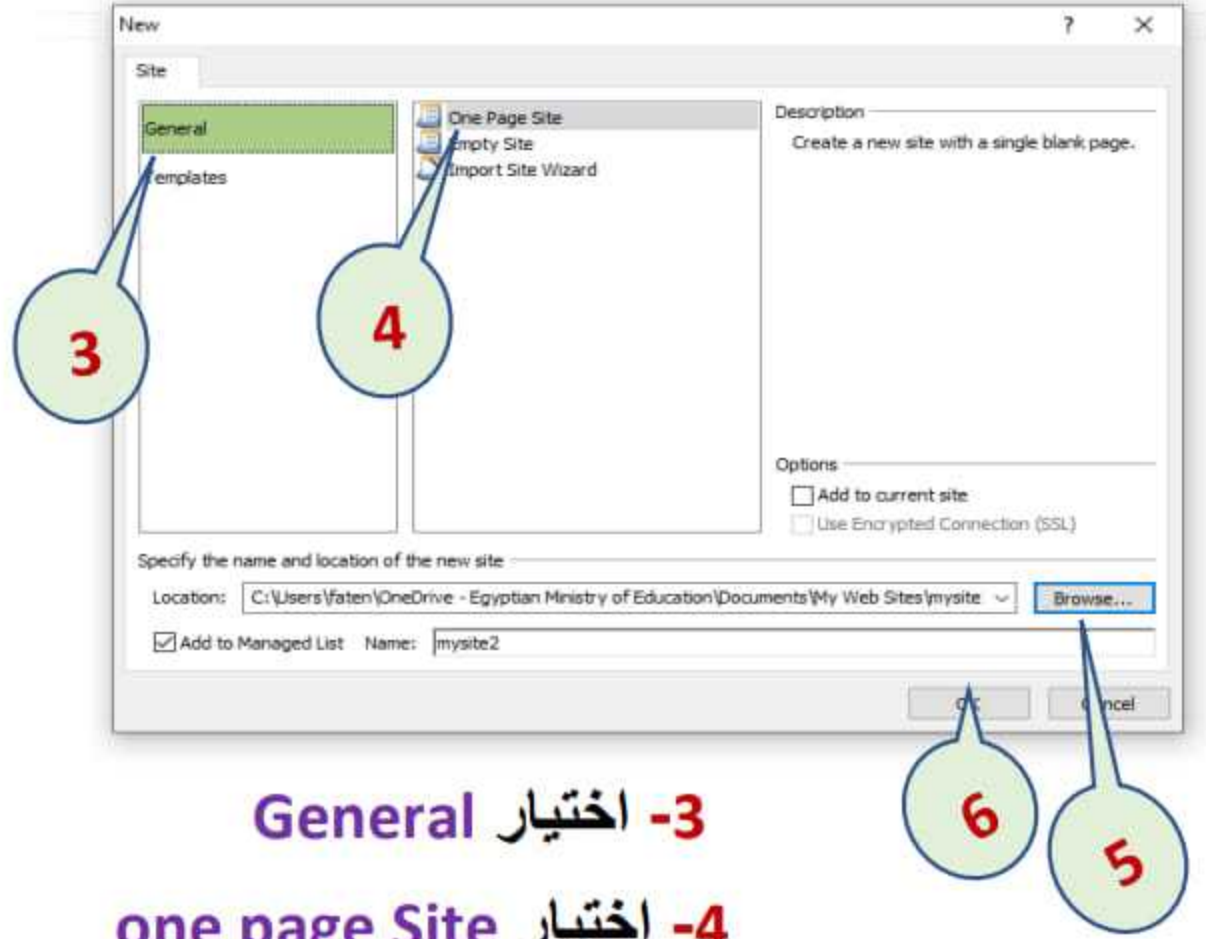 New
?
Site
General
Templates
One Page Site
Empty Site
Import Site Wizard
Description
Create a new site with a single blank page.
3
4
Options
Add to current site
Use Encrypted Connection (SSL)
Specify the name and location of the new site
Location: C:\Users\faten\OneDrive - Egyptian Ministry of Education\Documents\My Web Sites\mysite
Browse...
Add to Managed List Name: mysite2
Cancel
6
5
3- اختيار General
4- اختيار one page Site